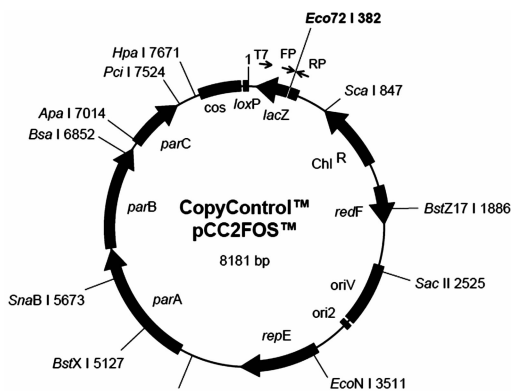 Eco72 I 382
Hpa I 7671
Pci I 7524
1 T7 FP RP
cos loxP lacZ
Sca I 847
Apa I 7014
Bsa I 6852
parC
Chl R
parB
CopyControl™
pCC2FOS™
8181 bp
redF
BstZ17 I 1886
oriV
Sac II 2525
ori2
SnaB I 5673
parA
repE
BstX I 5127
EcoN I 3511